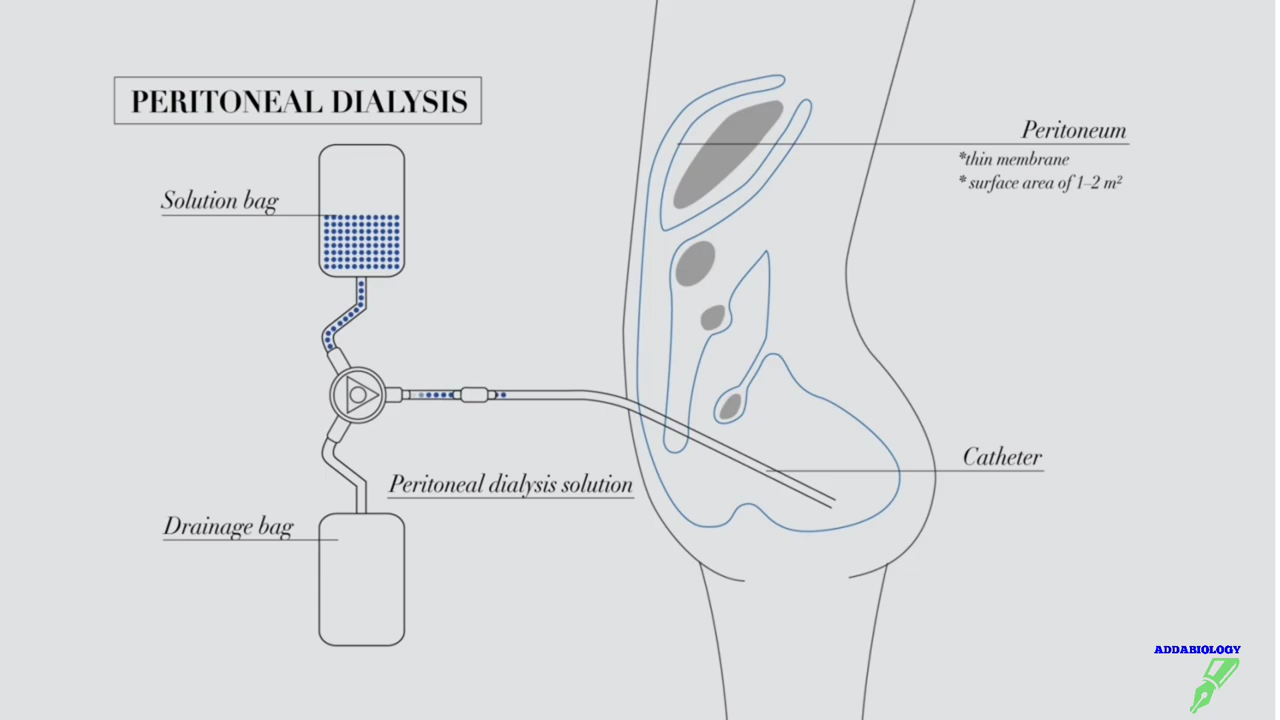 PERITONEAL DIALYSIS
Solution bag
Peritoneum
*thin membrane
* surface area of 1–2 m²
Catheter
Peritoneal dialysis solution
Drainage bag
ADDABIOLOGY